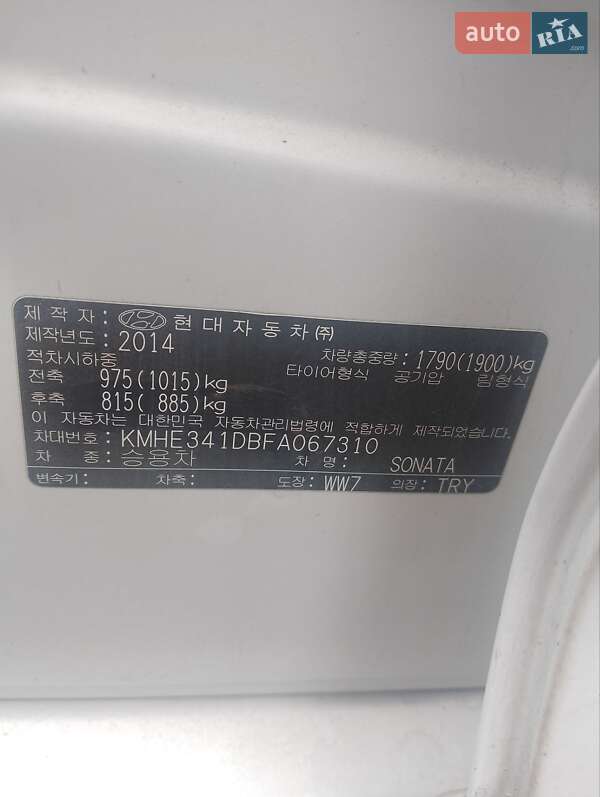 auto RIA.com
제 작 자 : 현대자동차㈜
제작년도: 2014 차량총중량: 1790(1900)kg
적차시하중 타이어형식 공기압 림형식
전축 975(1015)kg
후축 815( 885)kg
이 자동차는 대한민국 자동차관리법령에 적합하게 제작되었습니다.
차대번호: KMHE341DBFA067310
차 종: 승용차 차 명: SONATA
변속기: 차축: 도장: WW7 의장: TRY